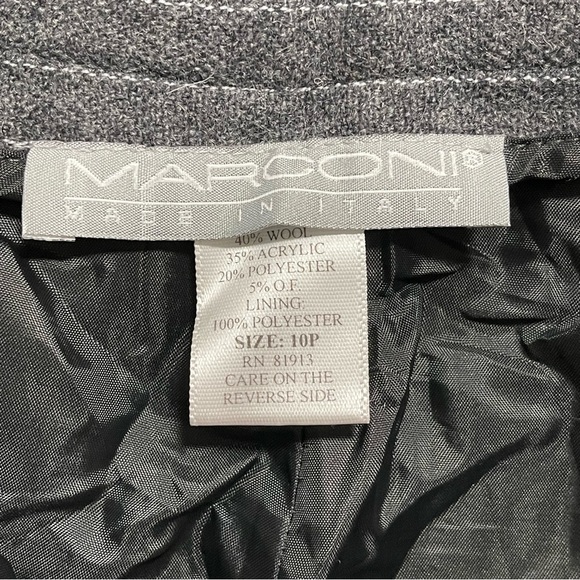 MARCONI®
MADE IN ITALY
40% WOOL
35% ACRYLIC
20% POLYESTER
5% O.F.
LINING:
100% POLYESTER
SIZE: 10P
RN 81913
CARE ON THE
REVERSE SIDE